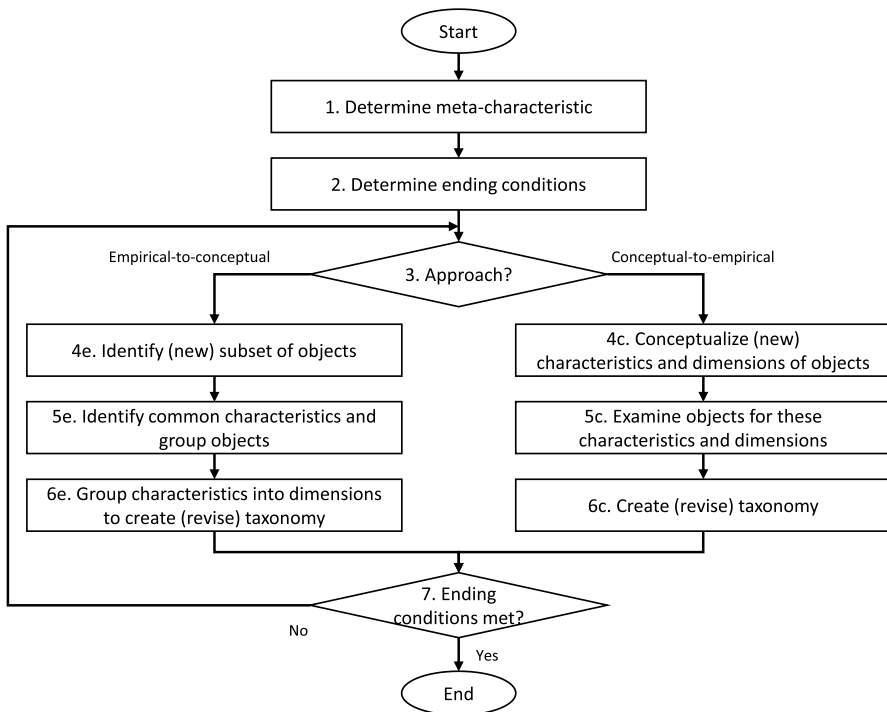 Start
1. Determine meta-characteristic
2. Determine ending conditions
Empirical-to-conceptual
Conceptual-to-empirical
3. Approach?
4e. Identify (new) subset of objects
4c. Conceptualize (new)
characteristics and dimensions of objects
5e. Identify common characteristics and
group objects
5c. Examine objects for these
characteristics and dimensions
6e. Group characteristics into dimensions
to create (revise) taxonomy
6c. Create (revise) taxonomy
7. Ending
conditions met?
No
Yes
End